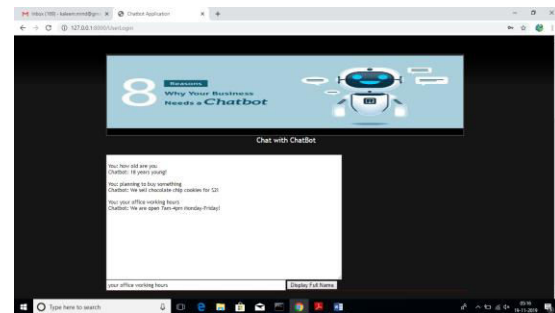 Chatbot Application
127.0.0.1:8000/UserLogin
8
Reasons
Why Your Business
Needs a Chatbot
Chat with ChatBot
You: how old are you
Chatbot: 18 years young!
You: planning to buy something
Chatbot: We sell chocolate chip cookies for $2!
You: your office working hours
Chatbot: We are open 7am-4pm Monday-Friday!
your office working hours
Display Full Name
Type here to search